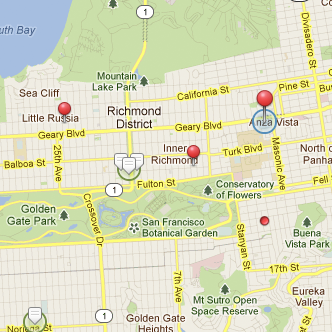 uth Bay
Divisadero St
1
Mountain
Lake Park
Pine St
Bus
Sea Cliff
California St
Little Russia
Richmond
District
Anza Vista
Geary Blvd
Geary Blvd
25th Ave
Inner
Richmond
Turk Blvd
Masonic Ave
North o
Panha
Balboa St
Fulton St
1
Fell
Conservatory
of Flowers
Golden
Gate Park
Crossover Dr
San Francisco
Botanical Garden
Stanyan St
Buena
Vista Park
7th Ave
17th St
Eureka
Valley
Mt Sutro Open
Space Reserve
1
Golden Gate
Heights
Noriega St